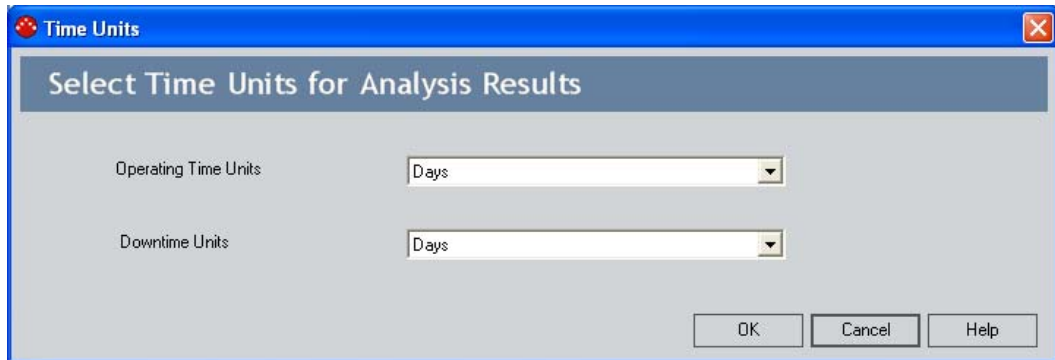 Time Units
Select Time Units for Analysis Results
Operating Time Units Days
Downtime Units Days
OK Cancel Help